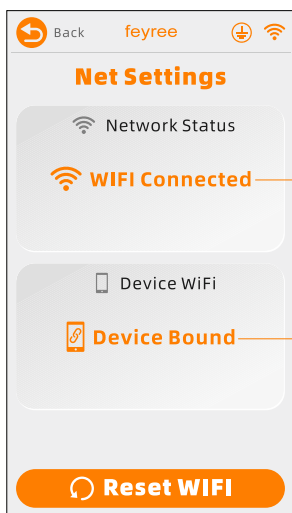 Back feyree
Net Settings
Network Status
WIFI Connected
Device WiFi
Device Bound
Reset WIFI